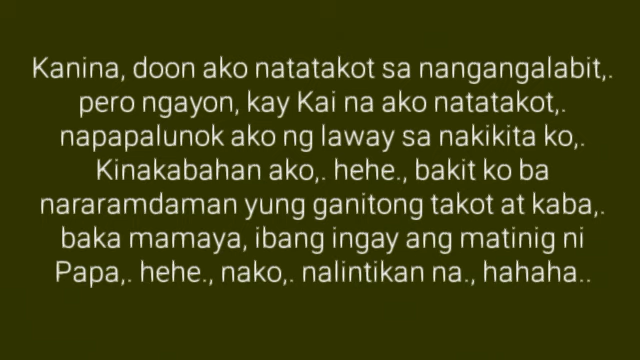 Kanina, doon ako natatakot sa nangangalabit,.
pero ngayon, kay Kai na ako natatakot,.
napapalunok ako ng laway sa nakikita ko,.
Kinakabahan ako,. hehe., bakit ko ba
nararamdaman yung ganitong takot at kaba,.
baka mamaya, ibang ingay ang matinig ni
Papa,. hehe., nako,. nalintikan na., hahaha..